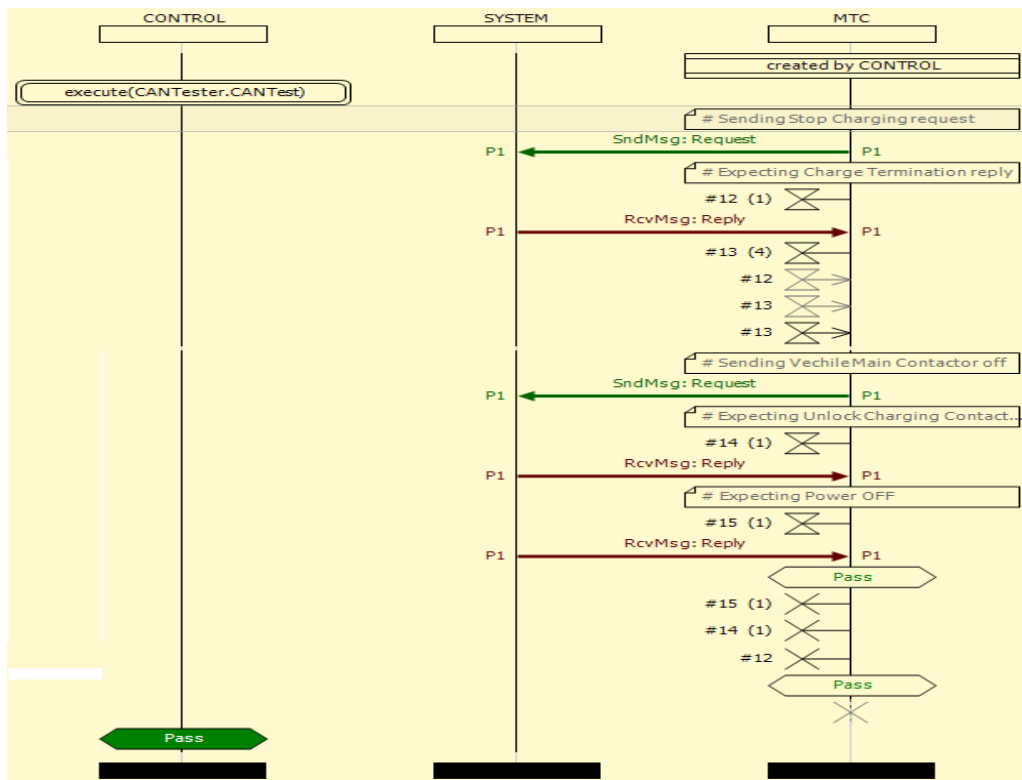 CONTROL SYSTEM MTC
created by CONTROL
execute(CANTester.CANTest)
# Sending Stop Charging request
SndMsg: Request
P1 P1
# Expecting Charge Termination reply
#12 (1)
RcvMsg: Reply
P1 P1
#13 (4)
#12
#13
#13
# Sending Vechile Main Contactor off
SndMsg: Request
P1 P1
# Expecting Unlock Charging Contact...
#14 (1)
RcvMsg: Reply
P1 P1
# Expecting Power OFF
#15 (1)
RcvMsg: Reply
P1 P1
Pass
#15 (1)
#14 (1)
#12
Pass
Pass